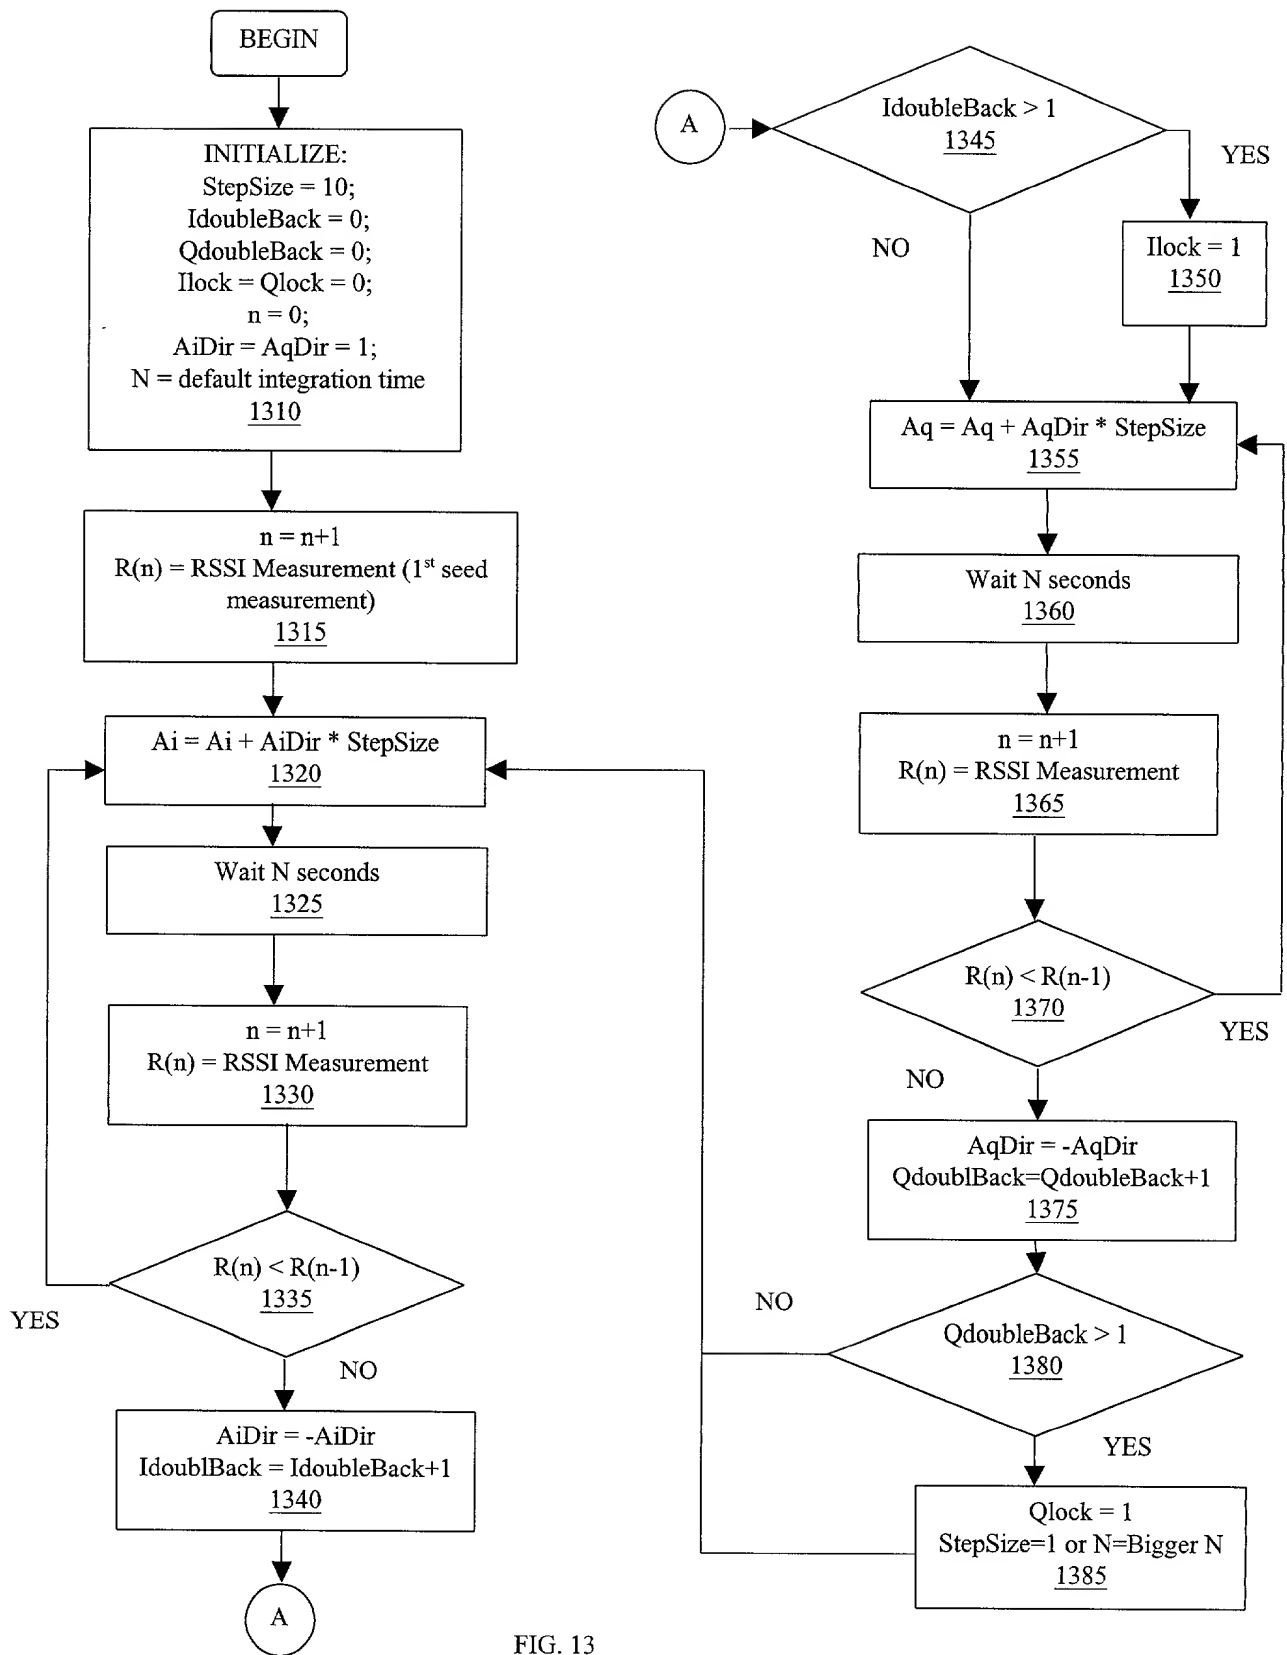 BEGIN
INITIALIZE:
StepSize = 10;
IdoubleBack = 0;
QdoubleBack = 0;
Ilock = Qlock = 0;
n = 0;
AiDir = AqDir = 1;
N = default integration time
1310
n = n+1
R(n) = RSSI Measurement (1st seed
measurement)
1315
Ai = Ai + AiDir * StepSize
1320
Wait N seconds
1325
n = n+1
R(n) = RSSI Measurement
1330
R(n) < R(n-1)
1335
YES
NO
AiDir = -AiDir
IdoublBack = IdoubleBack+1
1340
A
A
IdoubleBack > 1
1345
YES
NO
Ilock = 1
1350
Aq = Aq + AqDir * StepSize
1355
Wait N seconds
1360
n = n+1
R(n) = RSSI Measurement
1365
R(n) < R(n-1)
1370
YES
NO
AqDir = -AqDir
QdoublBack=QdoubleBack+1
1375
NO
QdoubleBack > 1
1380
YES
Qlock = 1
StepSize=1 or N=Bigger N
1385
FIG. 13